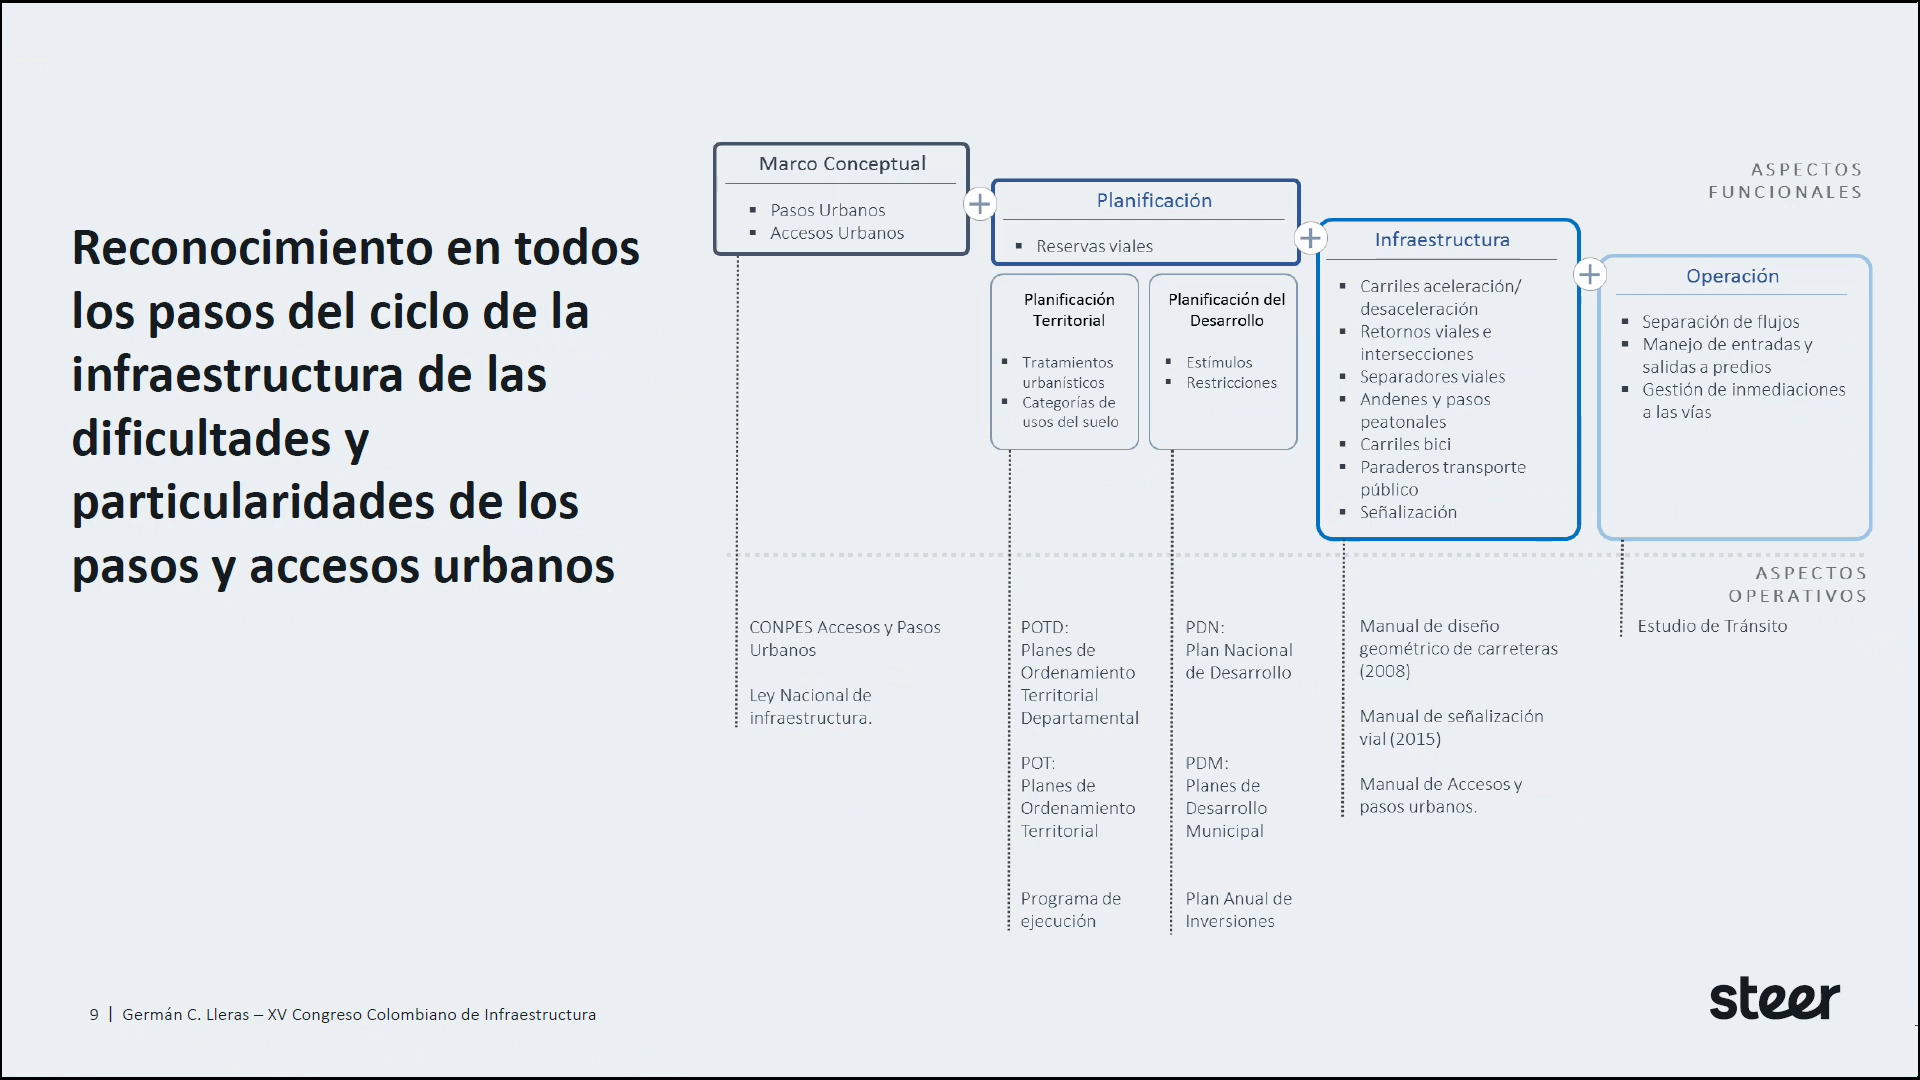 Reconocimiento en todos
los pasos del ciclo de la
infraestructura de las
dificultades y
particularidades de los
pasos y accesos urbanos
Marco Conceptual
▪ Pasos Urbanos
▪ Accesos Urbanos
Planificación
▪ Reservas viales
Planificación
Territorial
▪ Tratamientos
urbanísticos
▪ Categorías de
usos del suelo
Planificación del
Desarrollo
▪ Estímulos
▪ Restricciones
Infraestructura
▪ Carriles aceleración/
desaceleración
▪ Retornos viales e
intersecciones
▪ Separadores viales
▪ Andenes y pasos
peatonales
▪ Carriles bici
▪ Paraderos transporte
público
▪ Señalización
ASPECTOS
FUNCIONALES
Operación
▪ Separación de flujos
▪ Manejo de entradas y
salidas a predios
▪ Gestión de inmediaciones
a las vías
ASPECTOS
OPERATIVOS
CONPES Accesos y Pasos
Urbanos
Ley Nacional de
infraestructura.
POTD:
Planes de
Ordenamiento
Territorial
Departamental
POT:
Planes de
Ordenamiento
Territorial
Programa de
ejecución
PDN:
Plan Nacional
de Desarrollo
PDM:
Planes de
Desarrollo
Municipal
Plan Anual de
Inversiones
Manual de diseño
geométrico de carreteras
(2008)
Manual de señalización
vial (2015)
Manual de Accesos y
pasos urbanos.
Estudio de Tránsito
9 | Germán C. Lleras – XV Congreso Colombiano de Infraestructura
steer